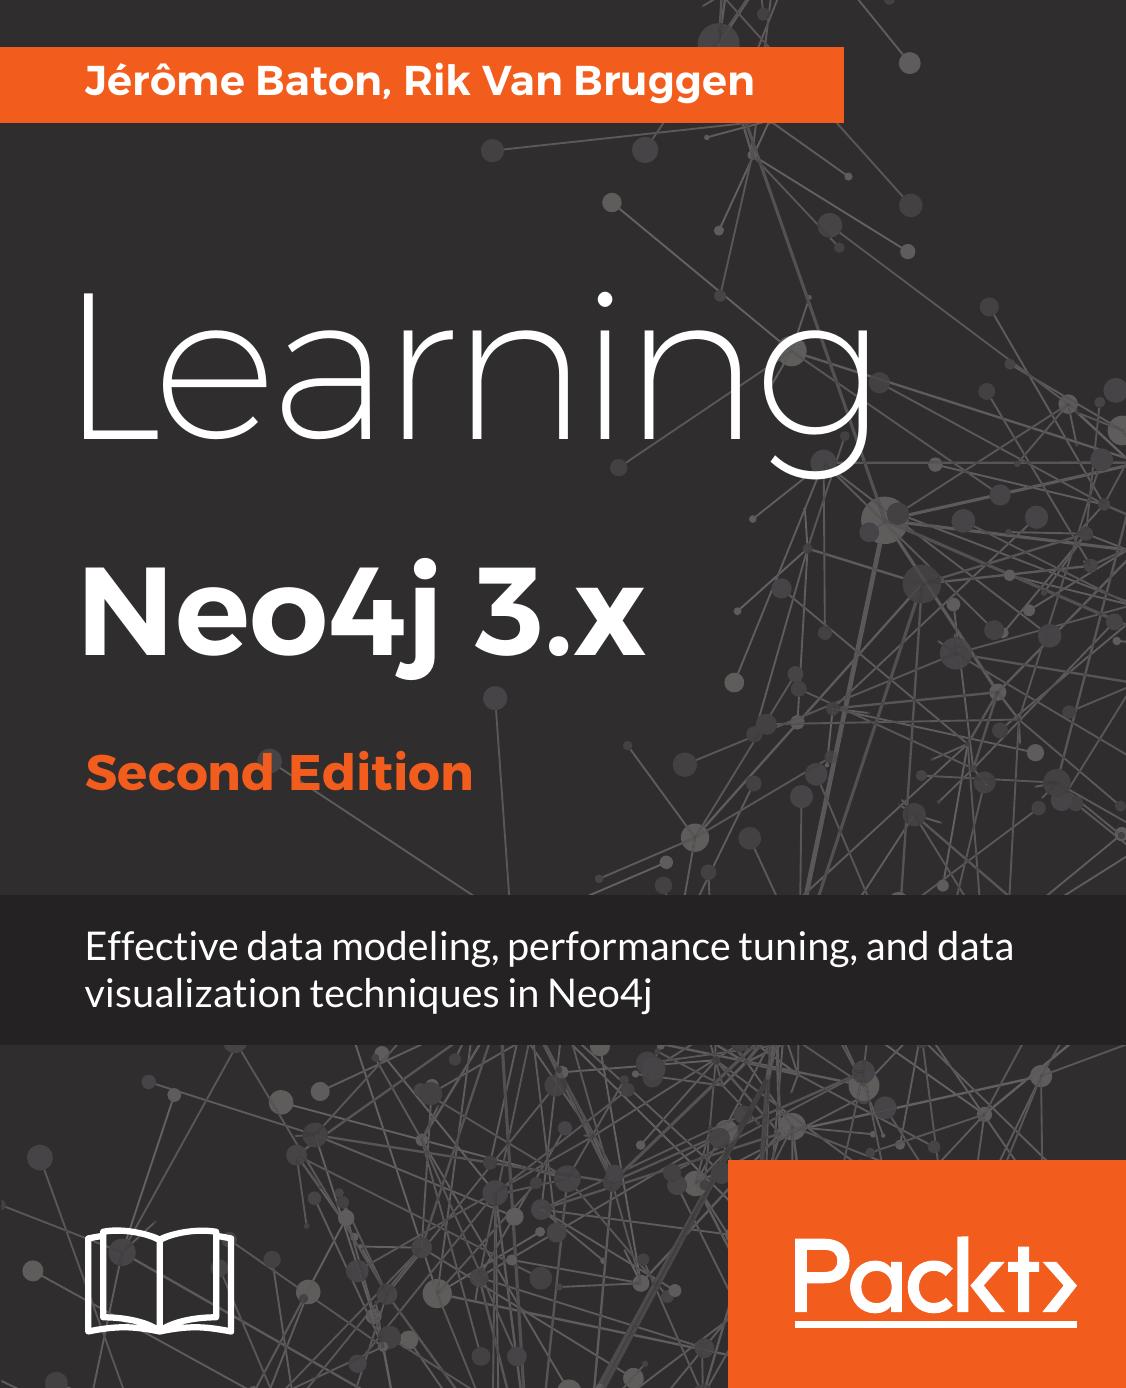 Jérôme Baton, Rik Van Bruggen
Learning
Neo4j 3.x
Second Edition
Effective data modeling, performance tuning, and data
visualization techniques in Neo4j
Packt